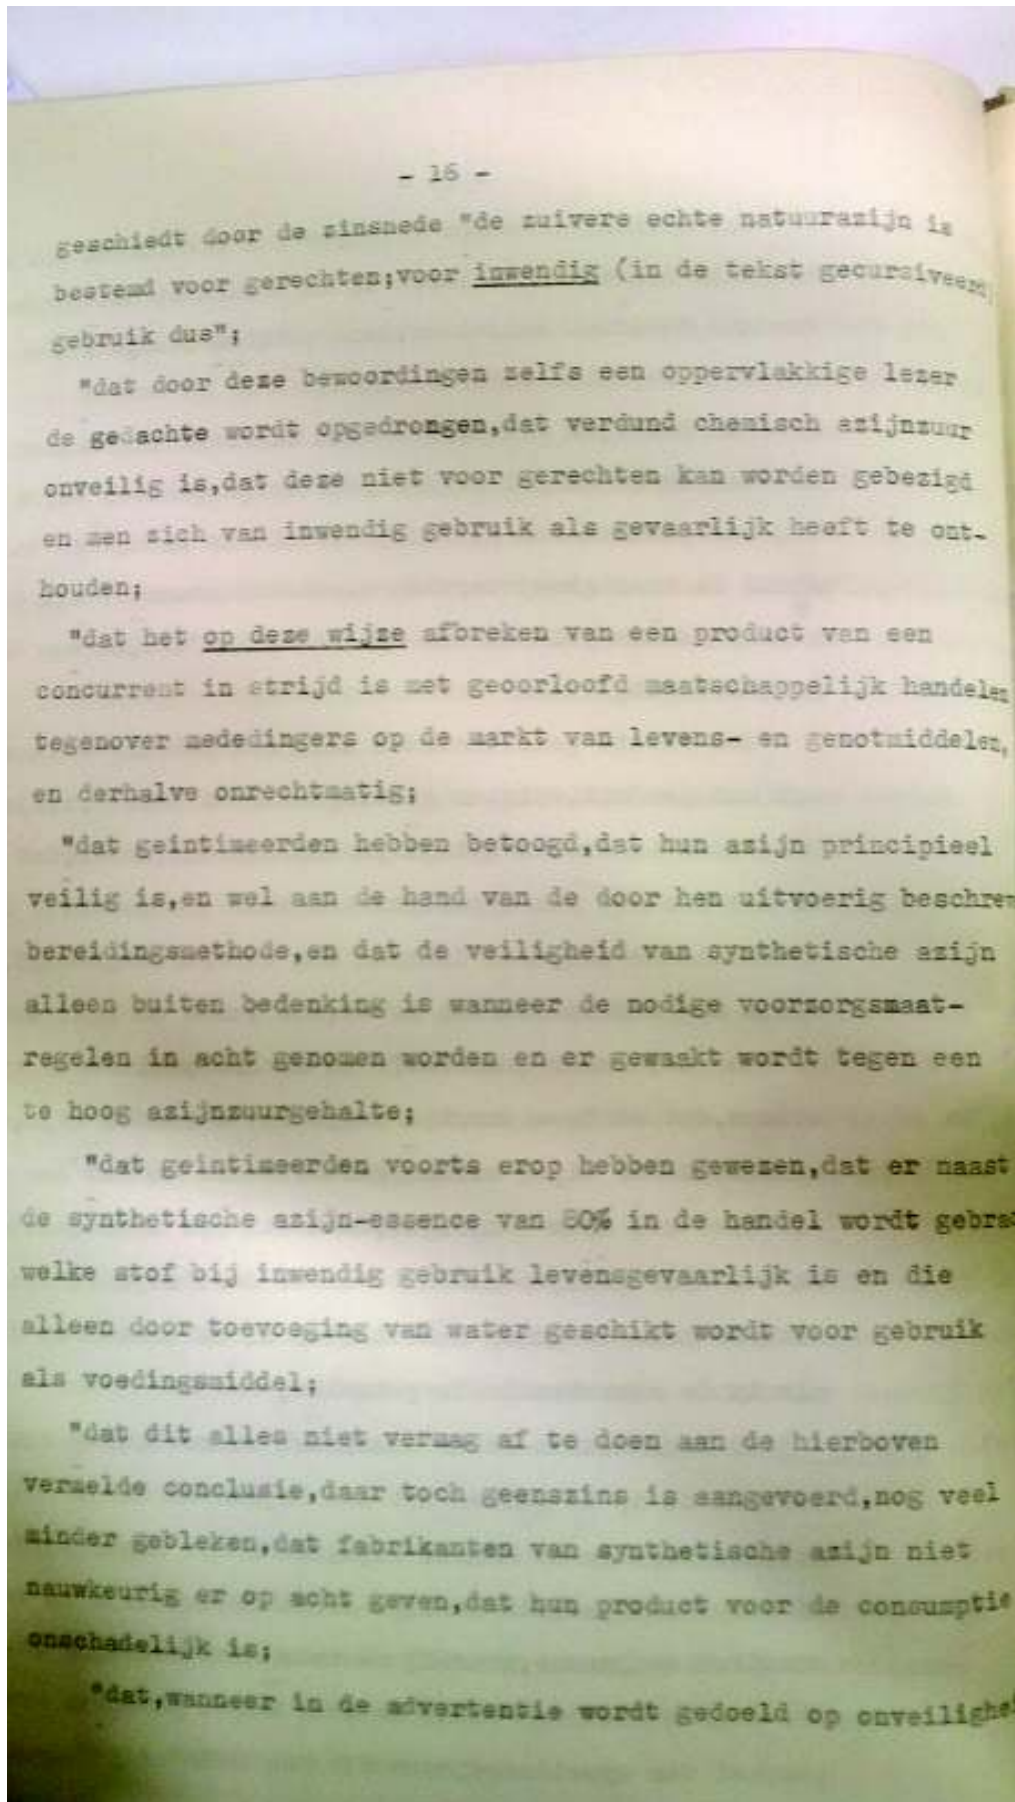 - 16 -
geschiedt door de zinsnede "de zuivere echte natuurazijn is
bestemd voor gerechten;voor inwendig (in de tekst gecursiveerd)
gebruik dus";
"dat door deze bewoordingen zelfs een oppervlakkige lezer
de gedachte wordt opgedrongen,dat verdund chemisch azijnzuur
onveilig is,dat deze niet voor gerechten kan worden gebezigd
en men zich van inwendig gebruik als gevaarlijk heeft te ont-
houden;
"dat het op deze wijze afbreken van een product van een
concurrent in strijd is met geoorloofd maatschappelijk handelen
tegenover mededingers op de markt van levens- en genotmiddelen,
en derhalve onrechtmatig;
"dat geintimeerden hebben betoogd,dat hun azijn principieel
veilig is,en wel aan de hand van de door hen uitvoerig beschrev
bereidingsmethode,en dat de veiligheid van synthetische azijn
alleen buiten bedenking is wanneer de nodige voorzorgsmaat-
regelen in acht genomen worden en er gewaakt wordt tegen een
te hoog azijnzuurgehalte;
"dat geintimeerden voorts erop hebben gewezen,dat er naast
de synthetische azijn-essence van 80% in de handel wordt gebra
welke stof bij inwendig gebruik levensgevaarlijk is en die
alleen door toevoeging van water geschikt wordt voor gebruik
als voedingsmiddel;
"dat dit alles niet vermag af te doen aan de hierboven
vermelde conclusie,daar toch geenszins is aangevoerd,nog veel
minder gebleken,dat fabrikanten van synthetische azijn niet
nauwkeurig er op acht geven,dat hun product voor de consumptie
onschadelijk is;
"dat,wanneer in de advertentie wordt gedoeld op onveilighe